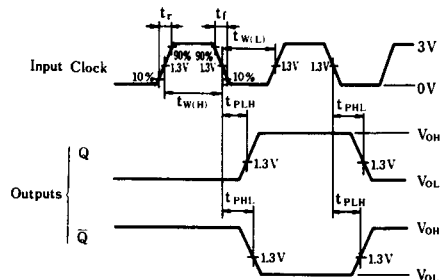 tr tf tW(L)
90% 90% 3V
Input Clock 1.3V 1.3V 1.3V 1.3V
10% 10% 0V
tW(H) tPLH tPHL
VOH
Q 1.3V 1.3V
VOL
Outputs tPHL tPLH
VOH
Q̅ 1.3V 1.3V
VOL